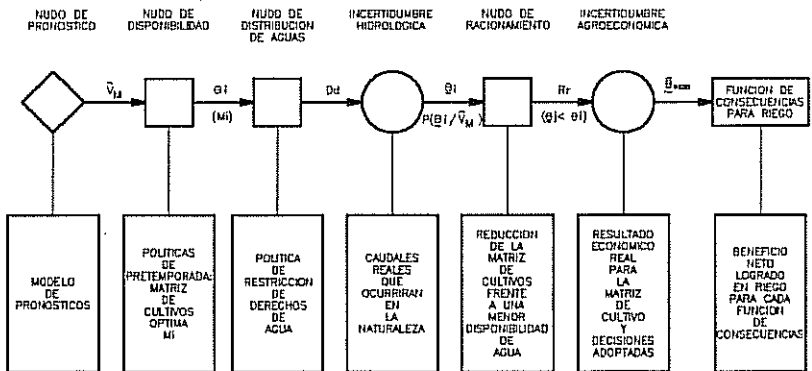 NUDO DE
PRONOSTICO
NUDO DE
DISPONIBILIDAD
NUDO DE
DISTRIBUCION
DE AGUAS
INCERTIDUMBRE
HIDROLOGICA
NUDO DE
RACIONAMIENTO
INCERTIDUMBRE
AGROECONOMICA
V̂M
θi
(Mi)
Dd
θj
P(θj/V̂M)
Rr
(θj< θi)
FUNCION DE
CONSECUENCIAS
PARA RIEGO
MODELO
DE
PRONOSTICOS
POLITICAS
DE
PRETEMPORADA:
MATRIZ
DE
CULTIVOS
OPTIMA
Mi
POLITICA
DE
RESTRICCION
DE
DERECHOS
DE
AGUA
CAUDALES
REALES
QUE
OCURRIRAN
EN
LA
NATURALEZA
REDUCCION
DE LA
MATRIZ
DE
CULTIVOS
FRENTE
A UNA
MENOR
DISPONIBILIDAD
DE
AGUA
RESULTADO
ECONOMICO
REAL
PARA
LA
MATRIZ
DE
CULTIVO
Y
DECISIONES
ADOPTADAS
BENEFICIO
NETO
LOGRADO
EN RIEGO
PARA CADA
FUNCION
DE
CONSECUENCIAS